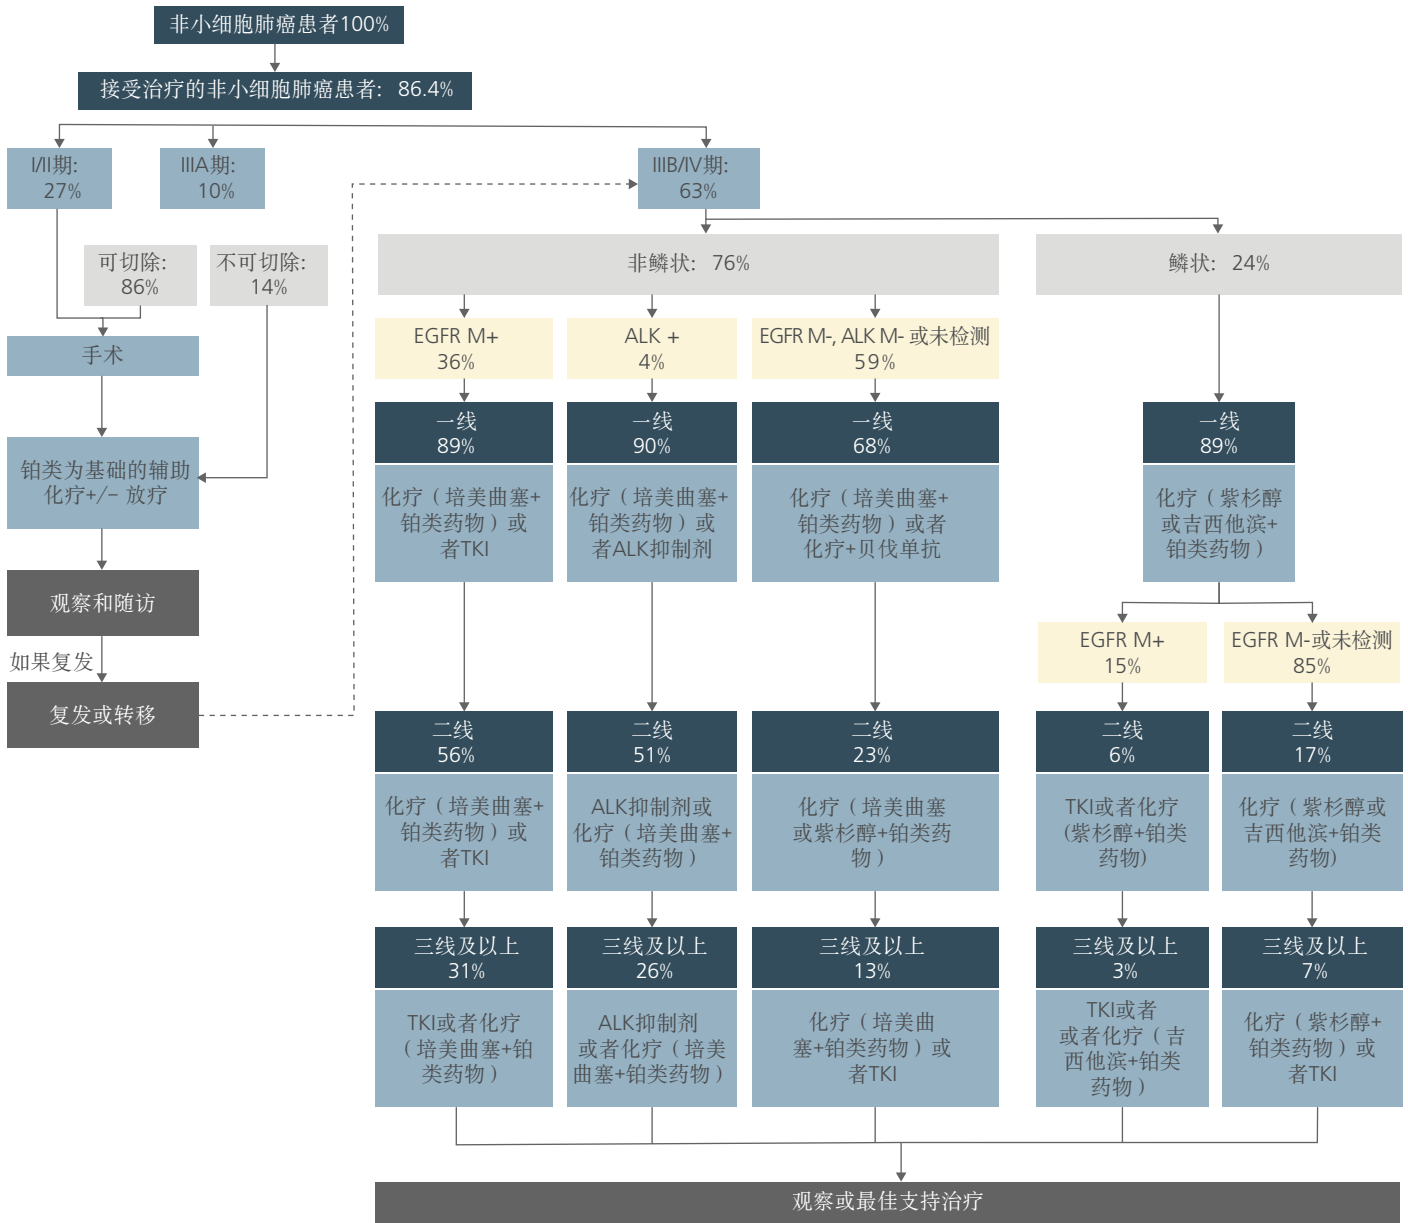 非小细胞肺癌患者100%
接受治疗的非小细胞肺癌患者: 86.4%
I/II期:
27%
IIIA期:
10%
IIIB/IV期:
63%
可切除:
86%
不可切除:
14%
手术
铂类为基础的辅助
化疗+/– 放疗
观察和随访
如果复发
复发或转移
非鳞状: 76%
鳞状: 24%
EGFR M+
36%
ALK +
4%
EGFR M-, ALK M- 或未检测
59%
一线
89%
化疗（培美曲塞+
铂类药物）或
者TKI
一线
90%
化疗（培美曲塞+
铂类药物）或
者ALK抑制剂
一线
68%
化疗（培美曲塞+
铂类药物）或者
化疗+贝伐单抗
一线
89%
化疗（紫杉醇
或吉西他滨+
铂类药物）
EGFR M+
15%
EGFR M-或未检测
85%
二线
56%
化疗（培美曲塞+
铂类药物）或
者TKI
二线
51%
ALK抑制剂或
化疗（培美曲塞+
铂类药物）
二线
23%
化疗（培美曲塞
或紫杉醇+铂类药
物）
二线
6%
TKI或者化疗
(紫杉醇+铂类
药物)
二线
17%
化疗（紫杉醇或
吉西他滨+铂类
药物)
三线及以上
31%
TKI或者化疗
（培美曲塞+铂
类药物）
三线及以上
26%
ALK抑制剂
或者化疗（培美
曲塞+铂类药物）
三线及以上
13%
化疗（培美曲
塞+铂类药物）或
者TKI
三线及以上
3%
TKI或者
或者化疗（吉
西他滨+铂类
药物）
三线及以上
7%
化疗（紫杉醇+
铂类药物）或
者TKI
观察或最佳支持治疗